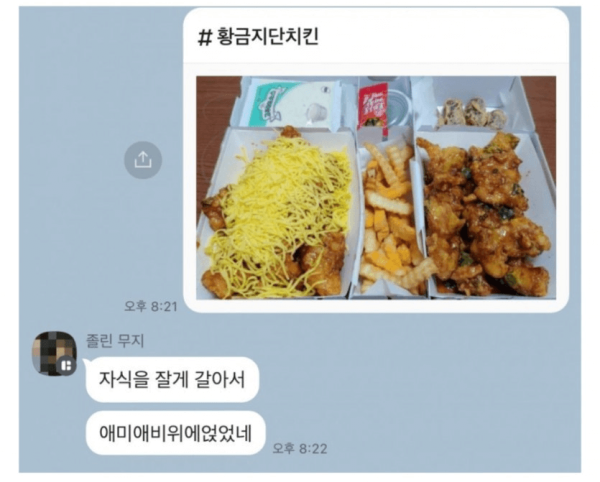 # 황금지단치킨
오후 8:21
졸린 무지
자식을 잘게 갈아서
애미애비위에얹었네
오후 8:22